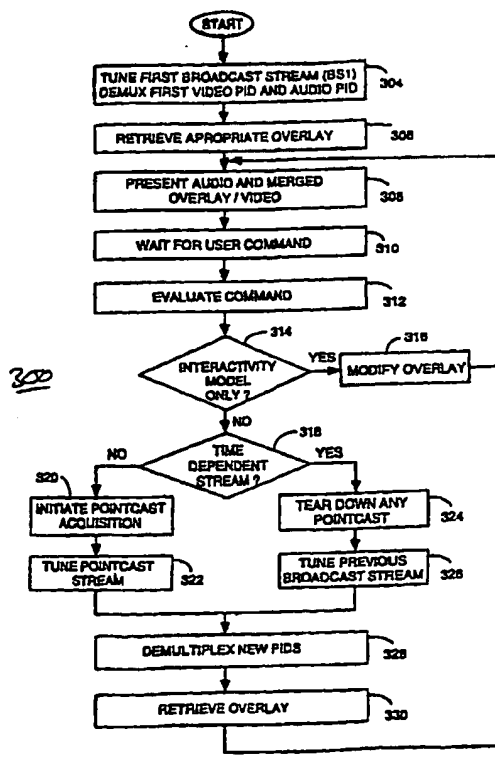 START
TUNE FIRST BROADCAST STREAM (BS1)
DEMUX FIRST VIDEO PID AND AUDIO PID
304
RETRIEVE APROPRIATE OVERLAY
306
PRESENT AUDIO AND MERGED
OVERLAY / VIDEO
308
WAIT FOR USER COMMAND
310
EVALUATE COMMAND
312
314
300
INTERACTIVITY
MODEL
ONLY ?
YES
316
MODIFY OVERLAY
NO
318
TIME
DEPENDENT
STREAM ?
NO
YES
320
INITIATE POINTCAST
ACQUISITION
TEAR DOWN ANY
POINTCAST
324
TUNE POINTCAST
STREAM
322
TUNE PREVIOUS
BROADCAST STREAM
326
DEMULTIPLEX NEW PIDS
328
RETRIEVE OVERLAY
330